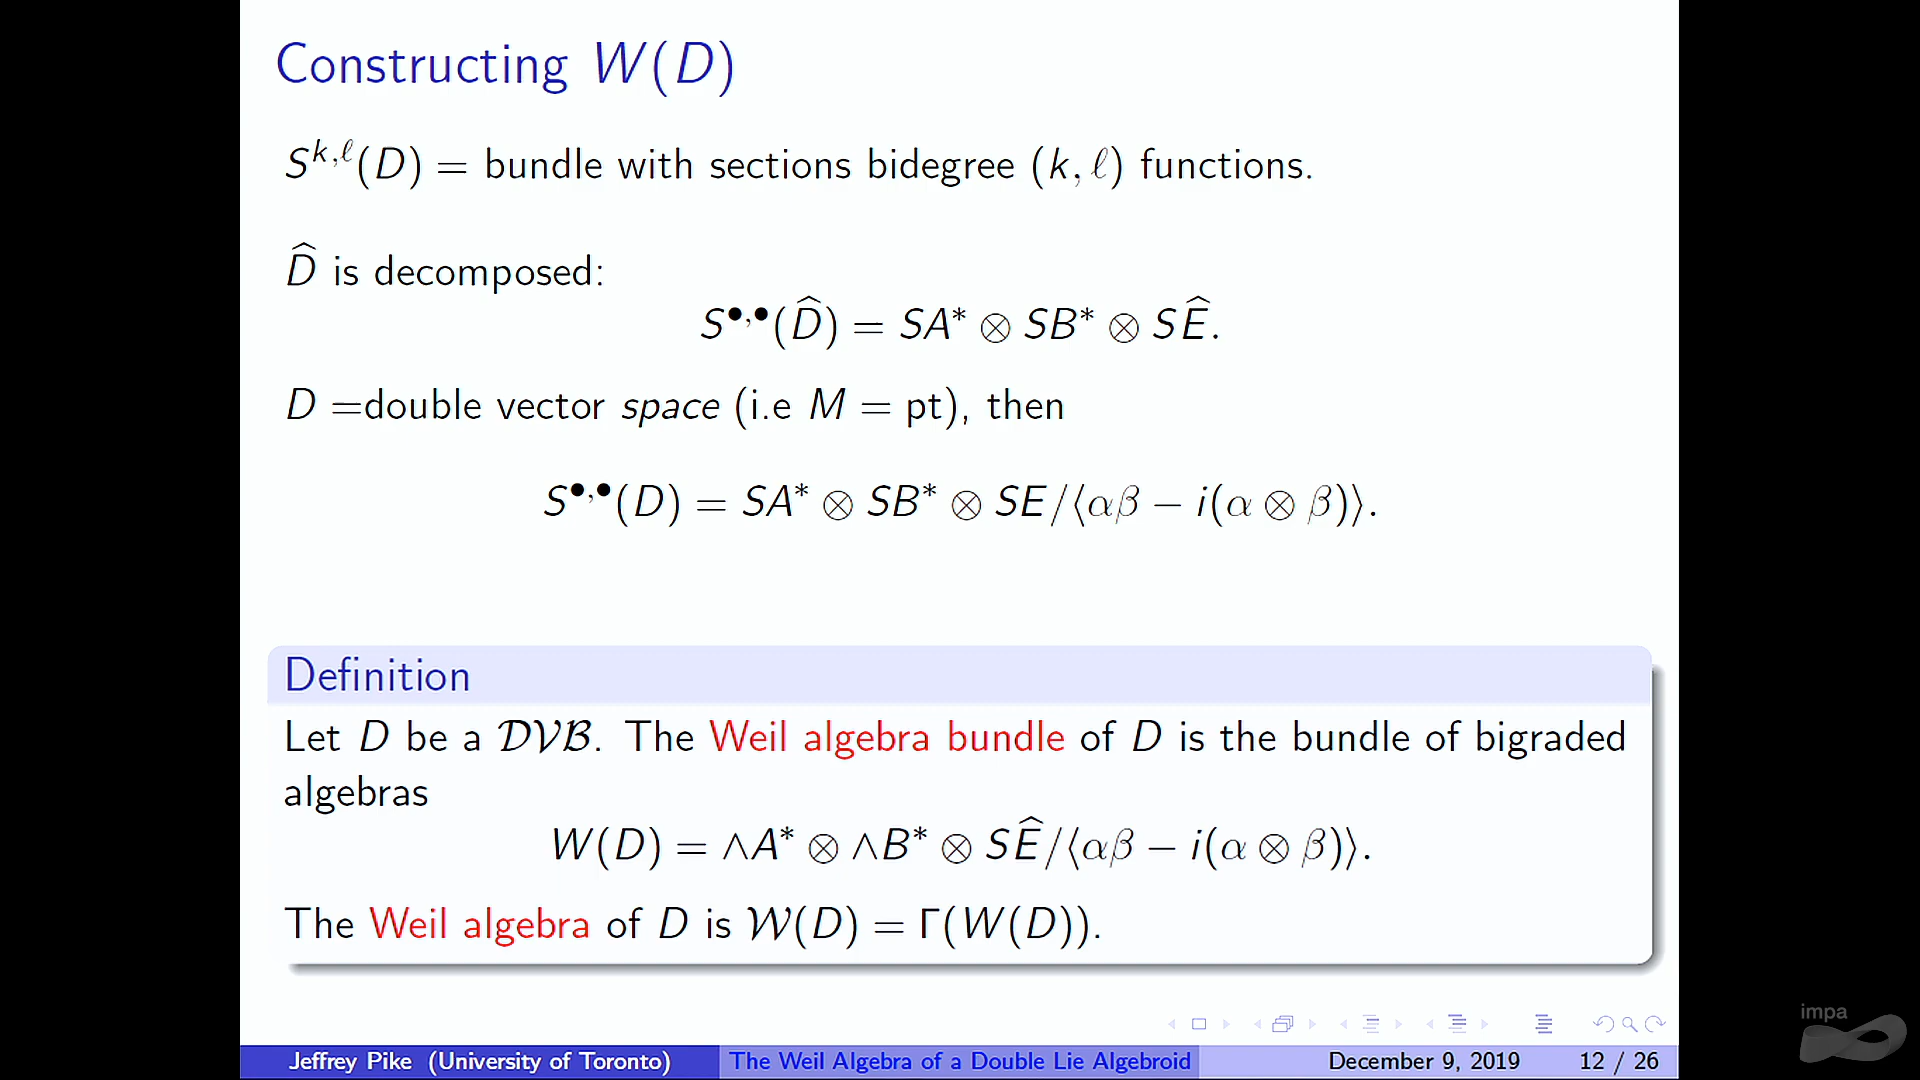 Constructing W(D)
S^{k,ℓ}(D) = bundle with sections bidegree (k, ℓ) functions.
D̂ is decomposed:
S^{•,•}(D̂) = SA* ⊗ SB* ⊗ SÊ.
D =double vector space (i.e M = pt), then
S^{•,•}(D) = SA* ⊗ SB* ⊗ SE/⟨αβ − i(α ⊗ β)⟩.
Definition
Let D be a 𝒟𝒱ℬ. The Weil algebra bundle of D is the bundle of bigraded
algebras
W(D) = ∧A* ⊗ ∧B* ⊗ SÊ/⟨αβ − i(α ⊗ β)⟩.
The Weil algebra of D is 𝒲(D) = Γ(W(D)).
impa
Jeffrey Pike (University of Toronto) The Weil Algebra of a Double Lie Algebroid December 9, 2019 12 / 26